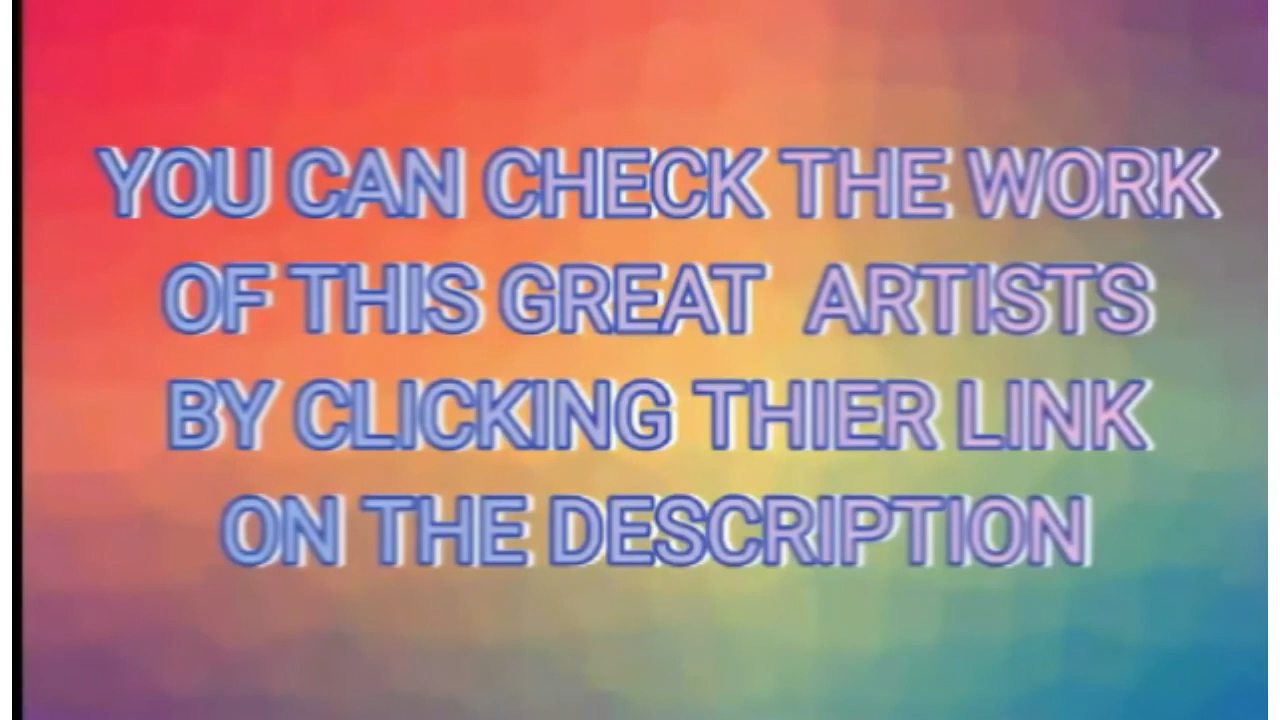 YOU CAN CHECK THE WORK
OF THIS GREAT ARTISTS
BY CLICKING THIER LINK
ON THE DESCRIPTION